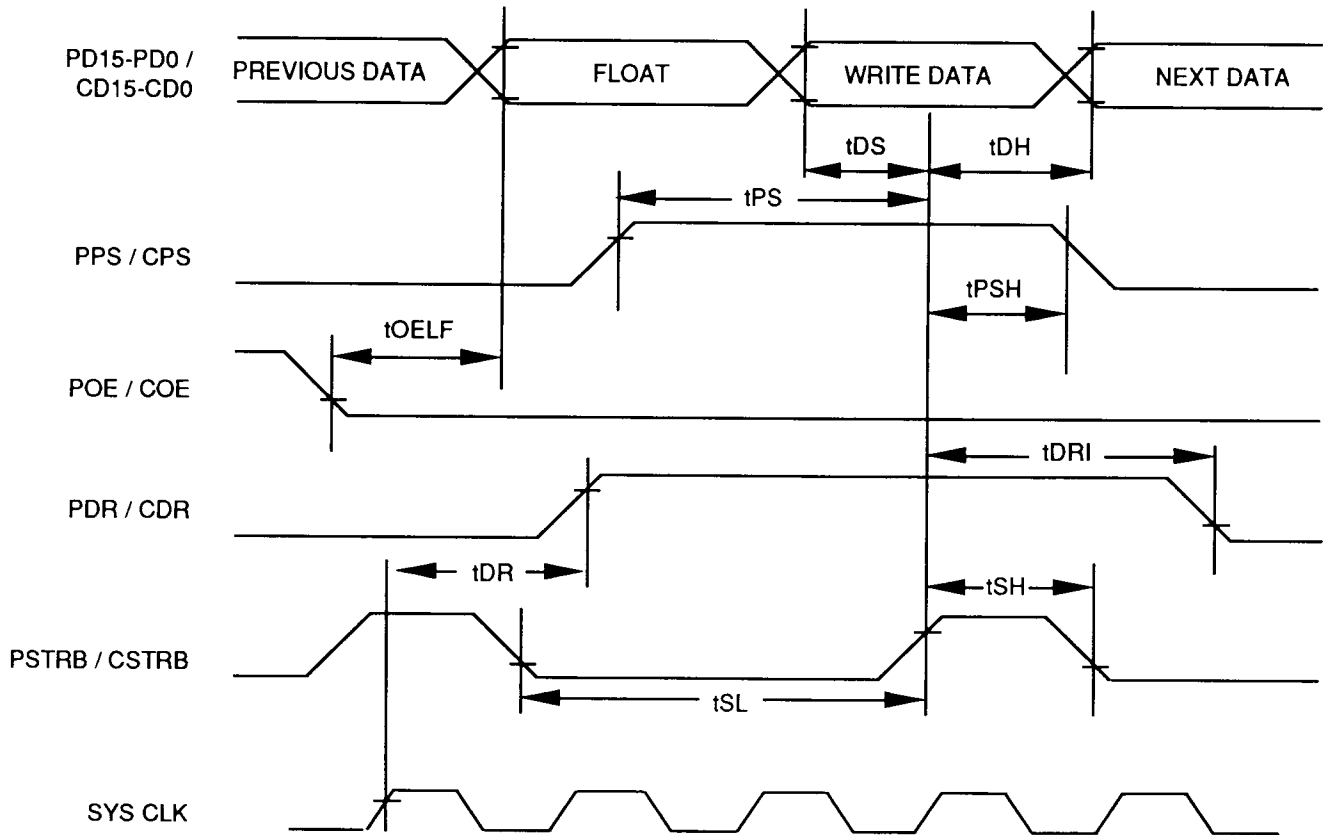 PD15-PD0 /
CD15-CD0
PREVIOUS DATA
FLOAT
WRITE DATA
NEXT DATA
tDS
tDH
tPS
PPS / CPS
tPSH
tOELF
POE / COE
tDRI
PDR / CDR
tDR
tSH
PSTRB / CSTRB
tSL
SYS CLK